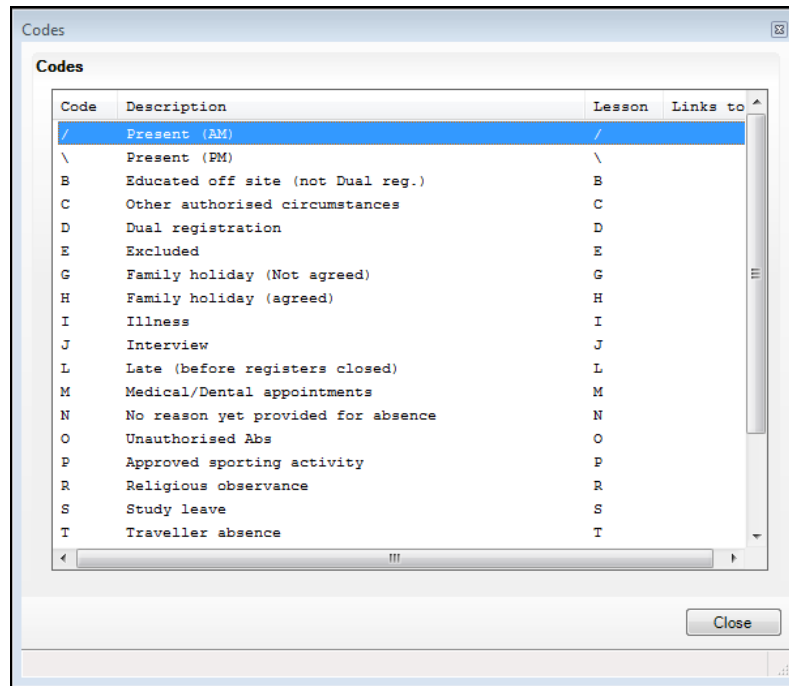 Codes
Codes
Code Description Lesson Links to
/ Present (AM) /
\ Present (PM) \
B Educated off site (not Dual reg.) B
C Other authorised circumstances C
D Dual registration D
E Excluded E
G Family holiday (Not agreed) G
H Family holiday (agreed) H
I Illness I
J Interview J
L Late (before registers closed) L
M Medical/Dental appointments M
N No reason yet provided for absence N
O Unauthorised Abs O
P Approved sporting activity P
R Religious observance R
S Study leave S
T Traveller absence T
Close